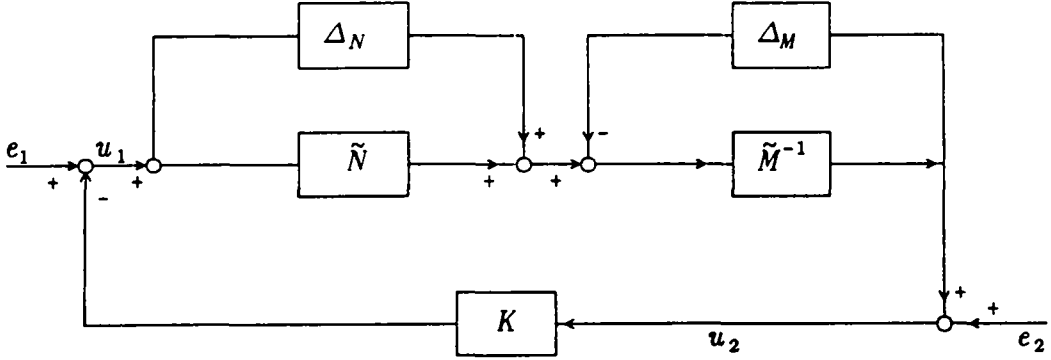 Δ_N Δ_M
+ -
e_1 u_1 Ñ M̃^{-1}
+ + + +
-
+ +
K
u_2 e_2